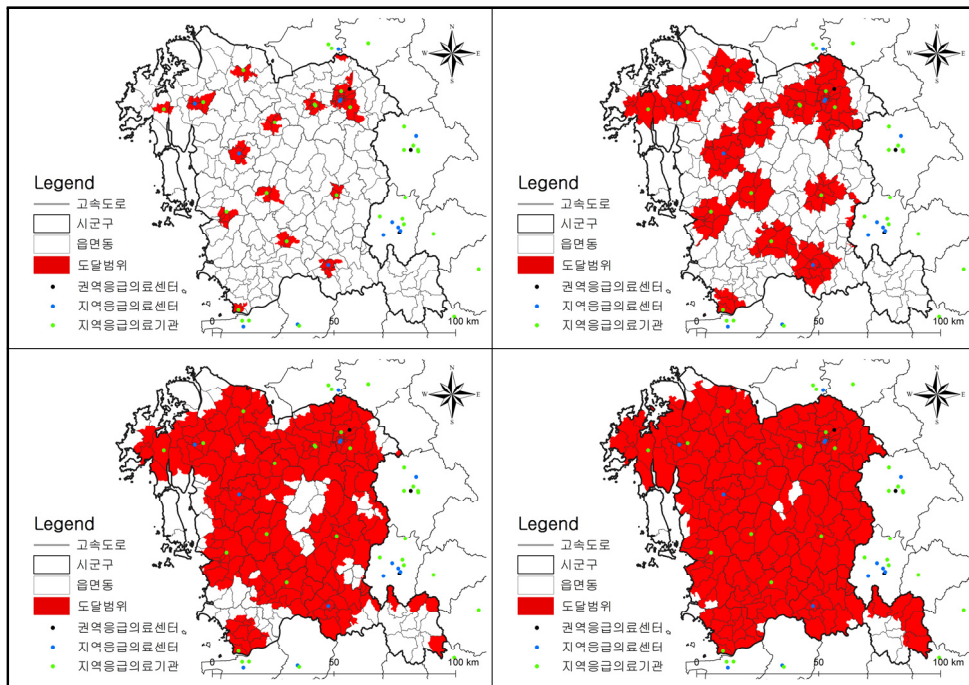 N
W E
S
Legend
고속도로
시군구
읍면동
도달범위
권역응급의료센터
지역응급의료센터
지역응급의료기관
0 50 100 km
N
W E
S
Legend
고속도로
시군구
읍면동
도달범위
권역응급의료센터
지역응급의료센터
지역응급의료기관
0 50 100 km
N
W E
S
Legend
고속도로
시군구
읍면동
도달범위
권역응급의료센터
지역응급의료센터
지역응급의료기관
0 50 100 km
N
W E
S
Legend
고속도로
시군구
읍면동
도달범위
권역응급의료센터
지역응급의료센터
지역응급의료기관
0 50 100 km